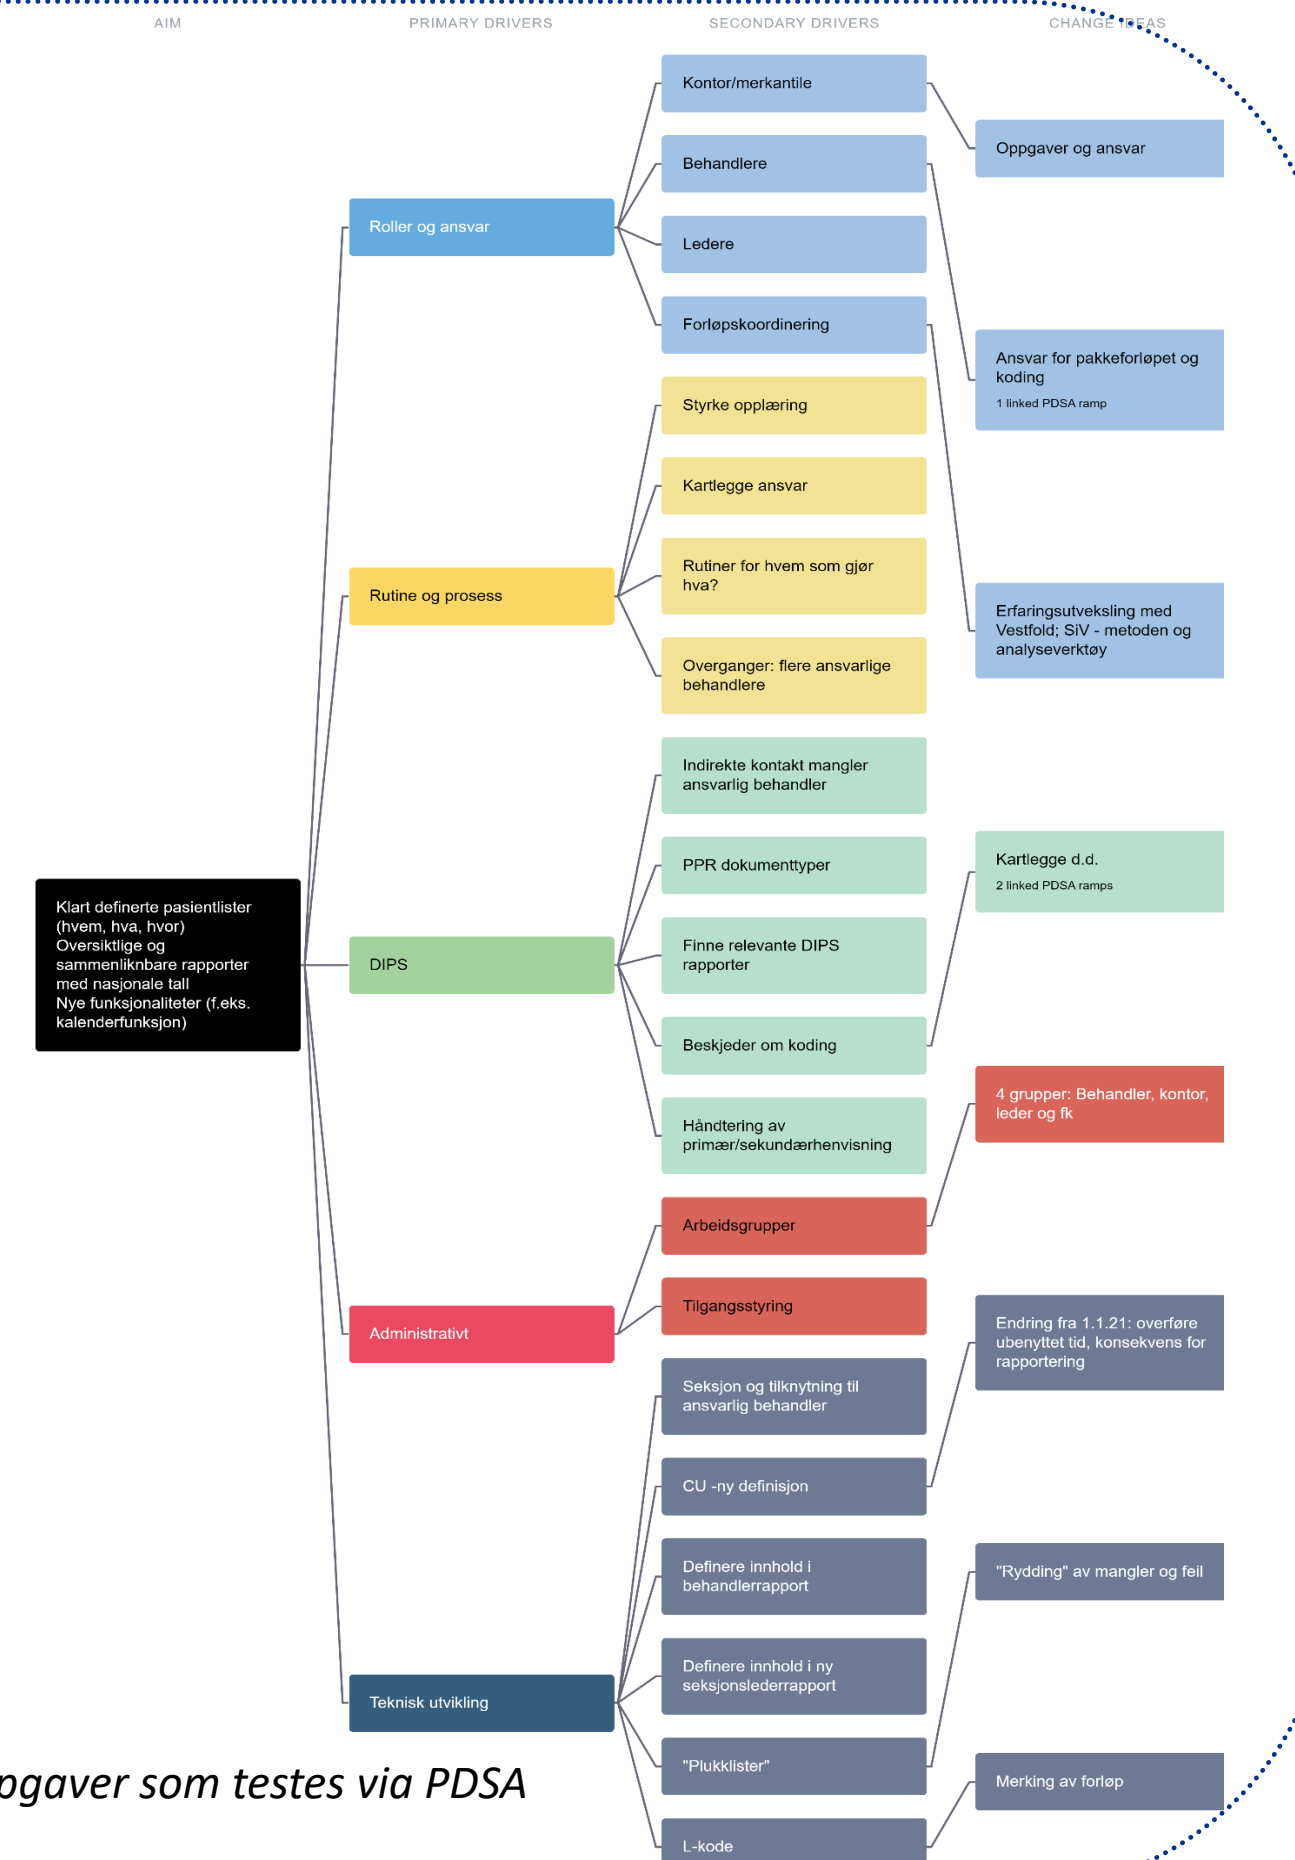 AIM
PRIMARY DRIVERS
SECONDARY DRIVERS
CHANGE IDEAS
Klart definerte pasientlister
(hvem, hva, hvor)
Oversiktlige og
sammenliknbare rapporter
med nasjonale tall
Nye funksjonaliteter (f.eks.
kalenderfunksjon)
Roller og ansvar
Rutine og prosess
DIPS
Administrativt
Teknisk utvikling
Kontor/merkantile
Behandlere
Ledere
Forløpskoordinering
Styrke opplæring
Kartlegge ansvar
Rutiner for hvem som gjør
hva?
Overganger: flere ansvarlige
behandlere
Indirekte kontakt mangler
ansvarlig behandler
PPR dokumenttyper
Finne relevante DIPS
rapporter
Beskjeder om koding
Håndtering av
primær/sekundærhenvisning
Arbeidsgrupper
Tilgangsstyring
Seksjon og tilknytning til
ansvarlig behandler
CU -ny definisjon
Definere innhold i
behandlerrapport
Definere innhold i ny
seksjonslederrapport
"Plukklister"
L-kode
Oppgaver og ansvar
Ansvar for pakkeforløpet og
koding
1 linked PDSA ramp
Erfaringsutveksling med
Vestfold; SiV - metoden og
analyseverktøy
Kartlegge d.d.
2 linked PDSA ramps
4 grupper: Behandler, kontor,
leder og fk
Endring fra 1.1.21: overføre
ubenyttet tid, konsekvens for
rapportering
"Rydding" av mangler og feil
Merking av forløp
pgaver som testes via PDSA